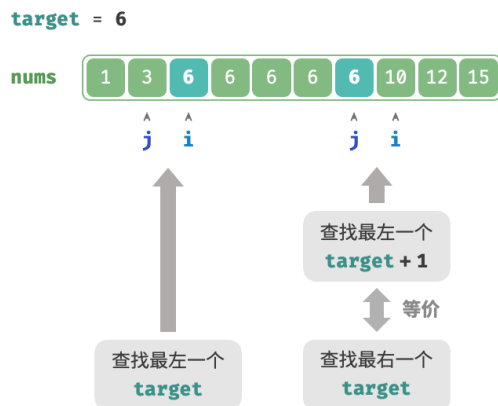 target = 6
nums 1 3 6 6 6 6 6 10 12 15
j i j i
查找最左一个
target + 1
等价
查找最左一个
target
查找最右一个
target